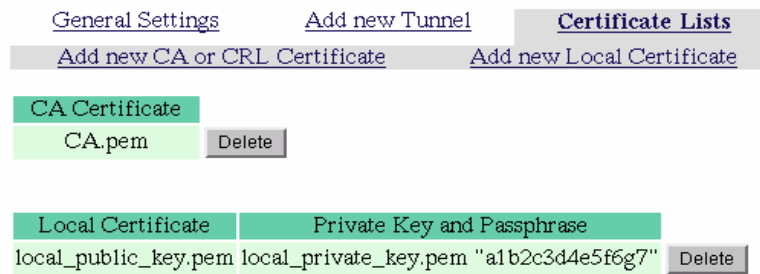 General Settings Add new Tunnel Certificate Lists
Add new CA or CRL Certificate Add new Local Certificate
CA Certificate
CA.pem Delete
Local Certificate Private Key and Passphrase
local_public_key.pem local_private_key.pem "a1b2c3d4e5f6g7" Delete